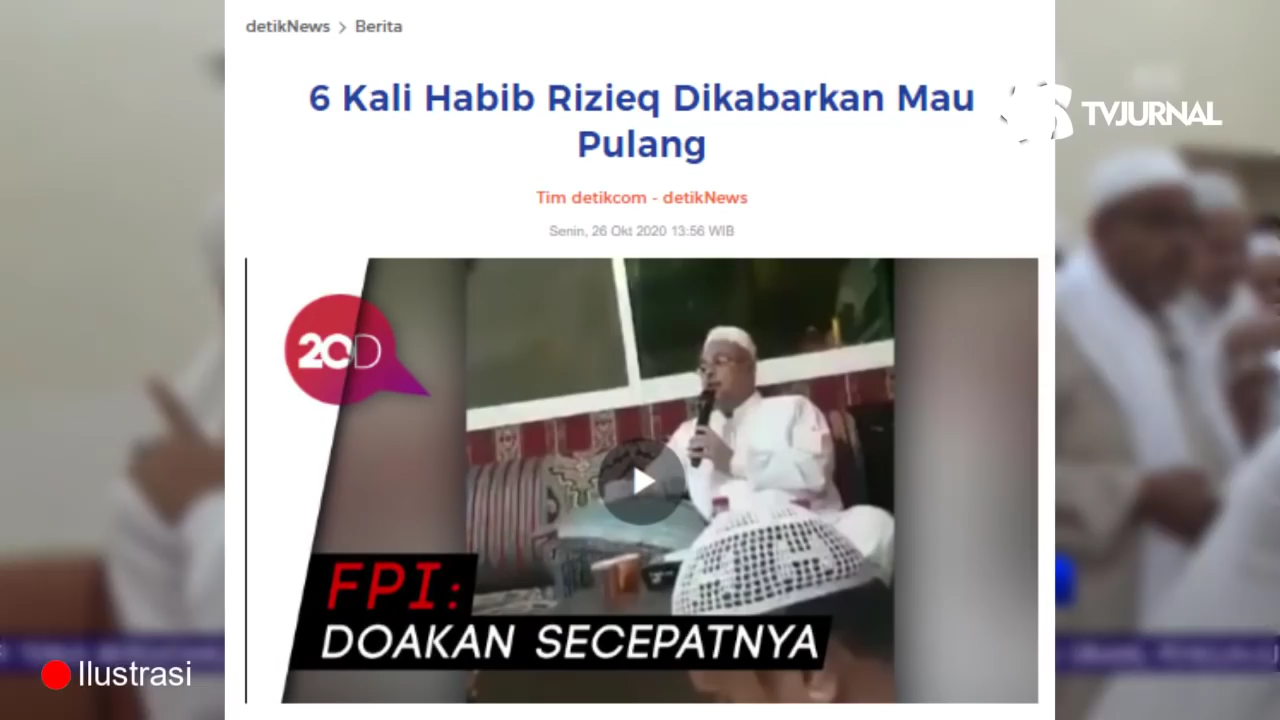 detikNews > Berita
6 Kali Habib Rizieq Dikabarkan Mau
Pulang
TVJURNAL
Tim detikcom - detikNews
Senin, 26 Okt 2020 13:56 WIB
20D
FPI:
DOAKAN SECEPATNYA
Ilustrasi